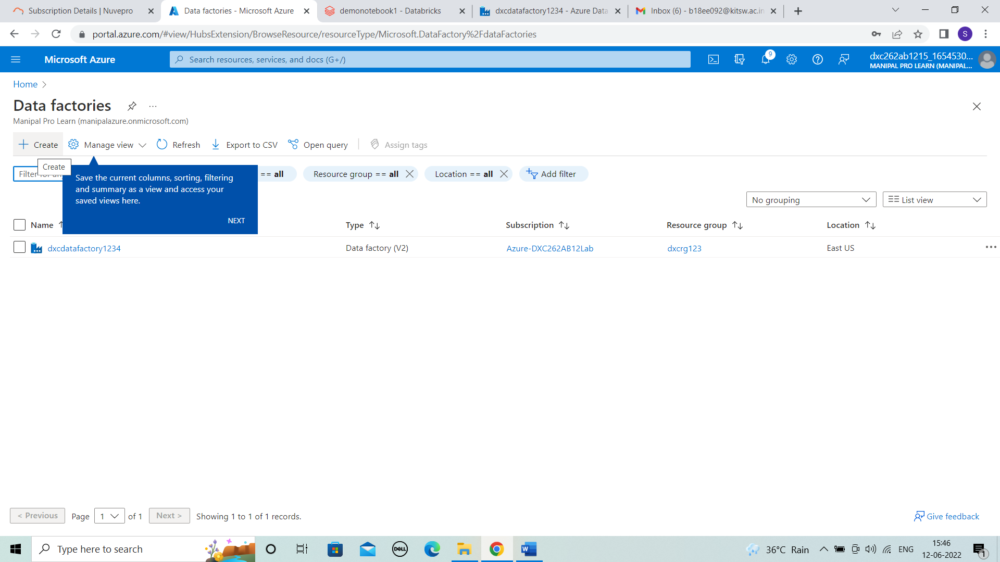 Subscription Details | Nuvepro
Data factories - Microsoft Azure
demonotebook1 - Databricks
dxcdatafactory1234 - Azure Data
Inbox (6) - b18ee092@kitsw.ac.in
portal.azure.com/#view/HubsExtension/BrowseResource/resourceType/Microsoft.DataFactory%2FdataFactories
S
Microsoft Azure
Search resources, services, and docs (G+/)
9
dxc262ab1215_1654530...
MANIPAL PRO LEARN (MANIPAL...
Home
Data factories
Manipal Pro Learn (manipalazure.onmicrosoft.com)
Create
Manage view
Refresh
Export to CSV
Open query
Assign tags
Create
Save the current columns, sorting, filtering
and summary as a view and access your
saved views here.
NEXT
Filter
== all
Resource group == all
Location == all
Add filter
No grouping
List view
Name
Type
Subscription
Resource group
Location
dxcdatafactory1234
Data factory (V2)
Azure-DXC262AB12Lab
dxcrg123
East US
< Previous
Page
1
of 1
Next >
Showing 1 to 1 of 1 records.
Give feedback
Type here to search
DELL
W
36°C Rain
ENG
15:46
12-06-2022
1